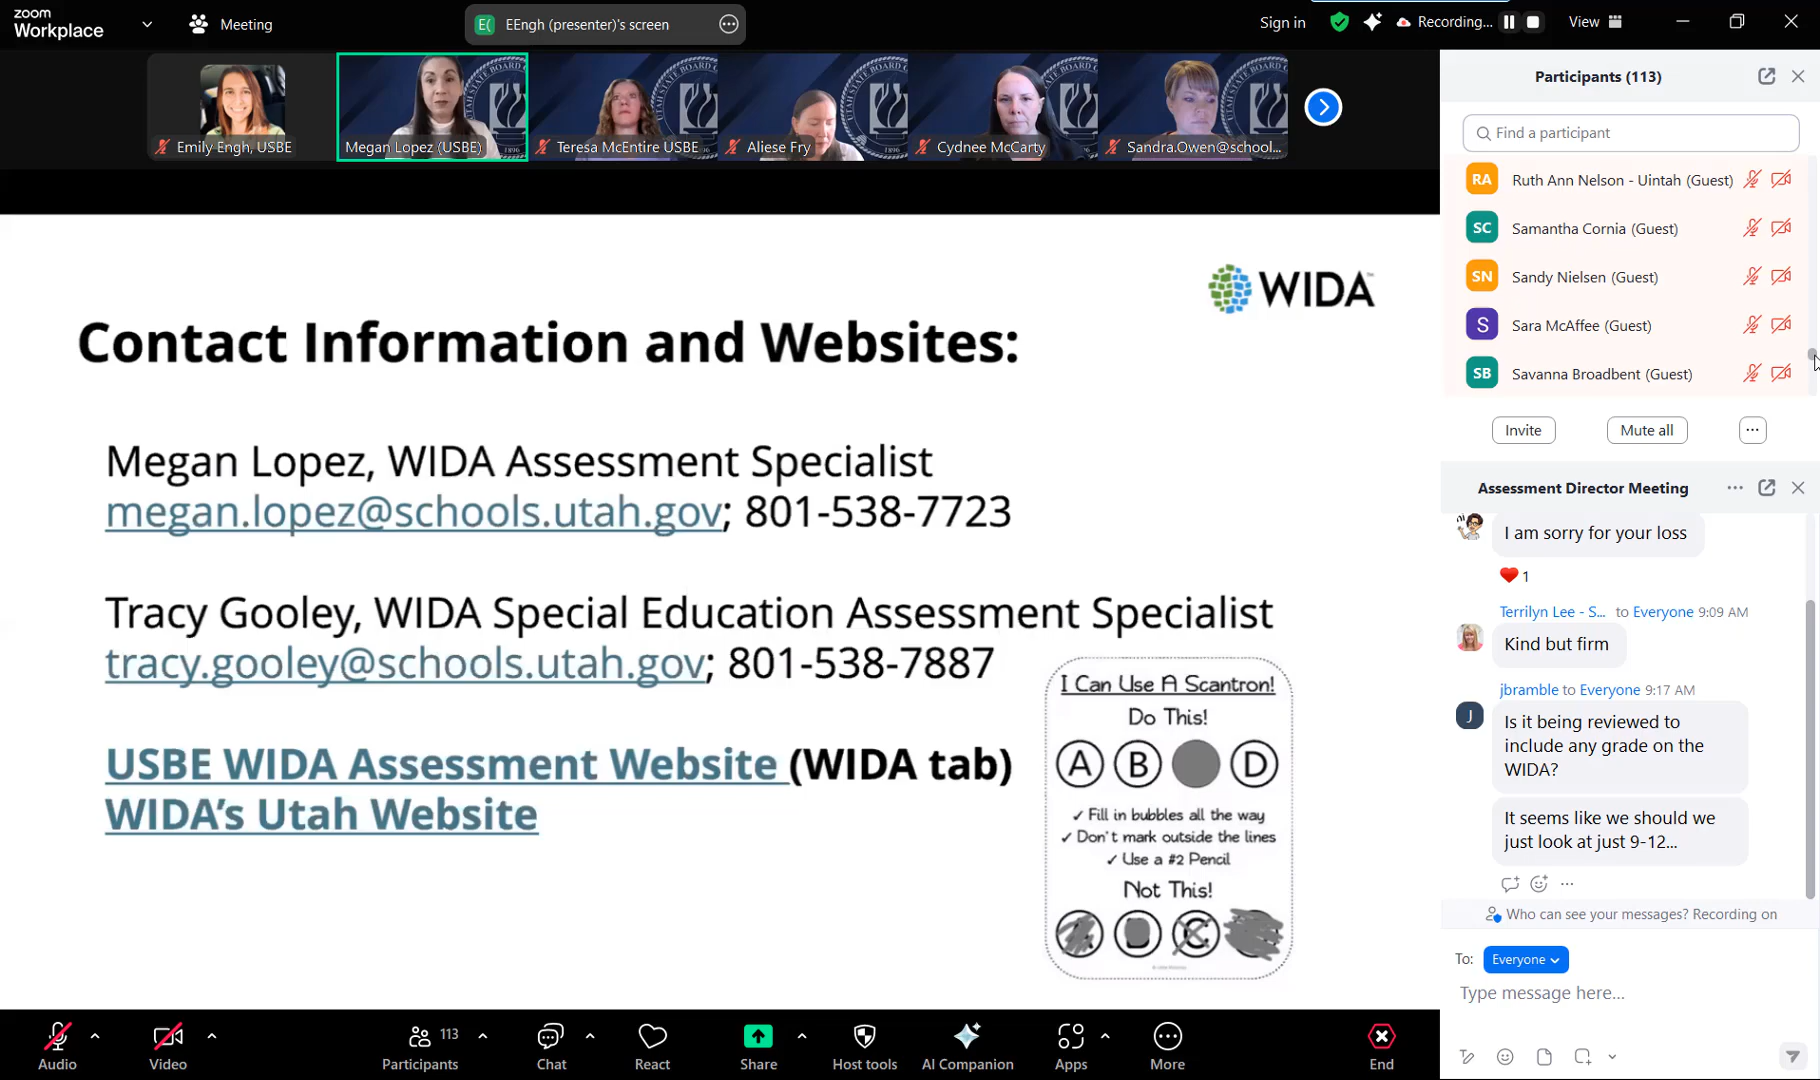 zoom
Workplace
Meeting
E( EEngh (presenter)'s screen
Sign in
Recording...
View
Emily Engh, USBE
Megan Lopez (USBE)
Teresa McEntire USBE
Aliese Fry
Cydnee McCarty
Sandra.Owen@school...
WIDA
Contact Information and Websites:
Megan Lopez, WIDA Assessment Specialist
megan.lopez@schools.utah.gov; 801-538-7723
Tracy Gooley, WIDA Special Education Assessment Specialist
tracy.gooley@schools.utah.gov; 801-538-7887
USBE WIDA Assessment Website (WIDA tab)
WIDA's Utah Website
I Can Use A Scantron!
Do This!
A B D
✓ Fill in bubbles all the way
✓ Don't mark outside the lines
✓ Use a #2 Pencil
Not This!
C
Participants (113)
Find a participant
RA Ruth Ann Nelson - Uintah (Guest)
SC Samantha Cornia (Guest)
SN Sandy Nielsen (Guest)
S Sara McAffee (Guest)
SB Savanna Broadbent (Guest)
Invite
Mute all
Assessment Director Meeting
I am sorry for your loss
1
Terrilyn Lee - S... to Everyone 9:09 AM
Kind but firm
jbramble to Everyone 9:17 AM
J
Is it being reviewed to
include any grade on the
WIDA?
It seems like we should we
just look at just 9-12...
Who can see your messages? Recording on
To: Everyone
Type message here...
Audio
Video
113
Participants
Chat
React
Share
Host tools
AI Companion
Apps
More
End